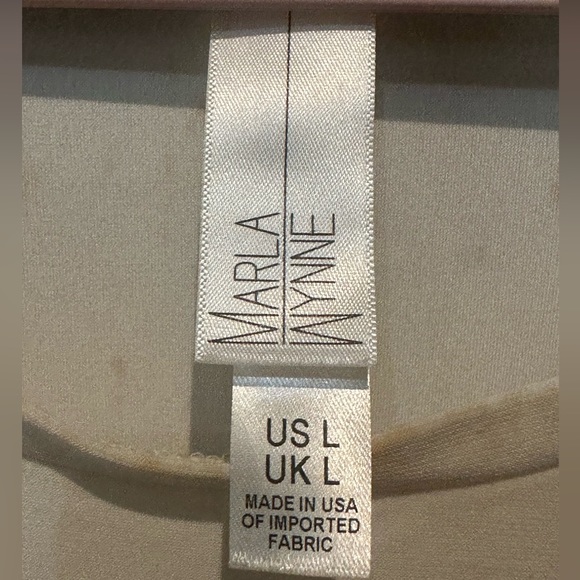 MARLA
WYNNE
US L
UK L
MADE IN USA
OF IMPORTED
FABRIC